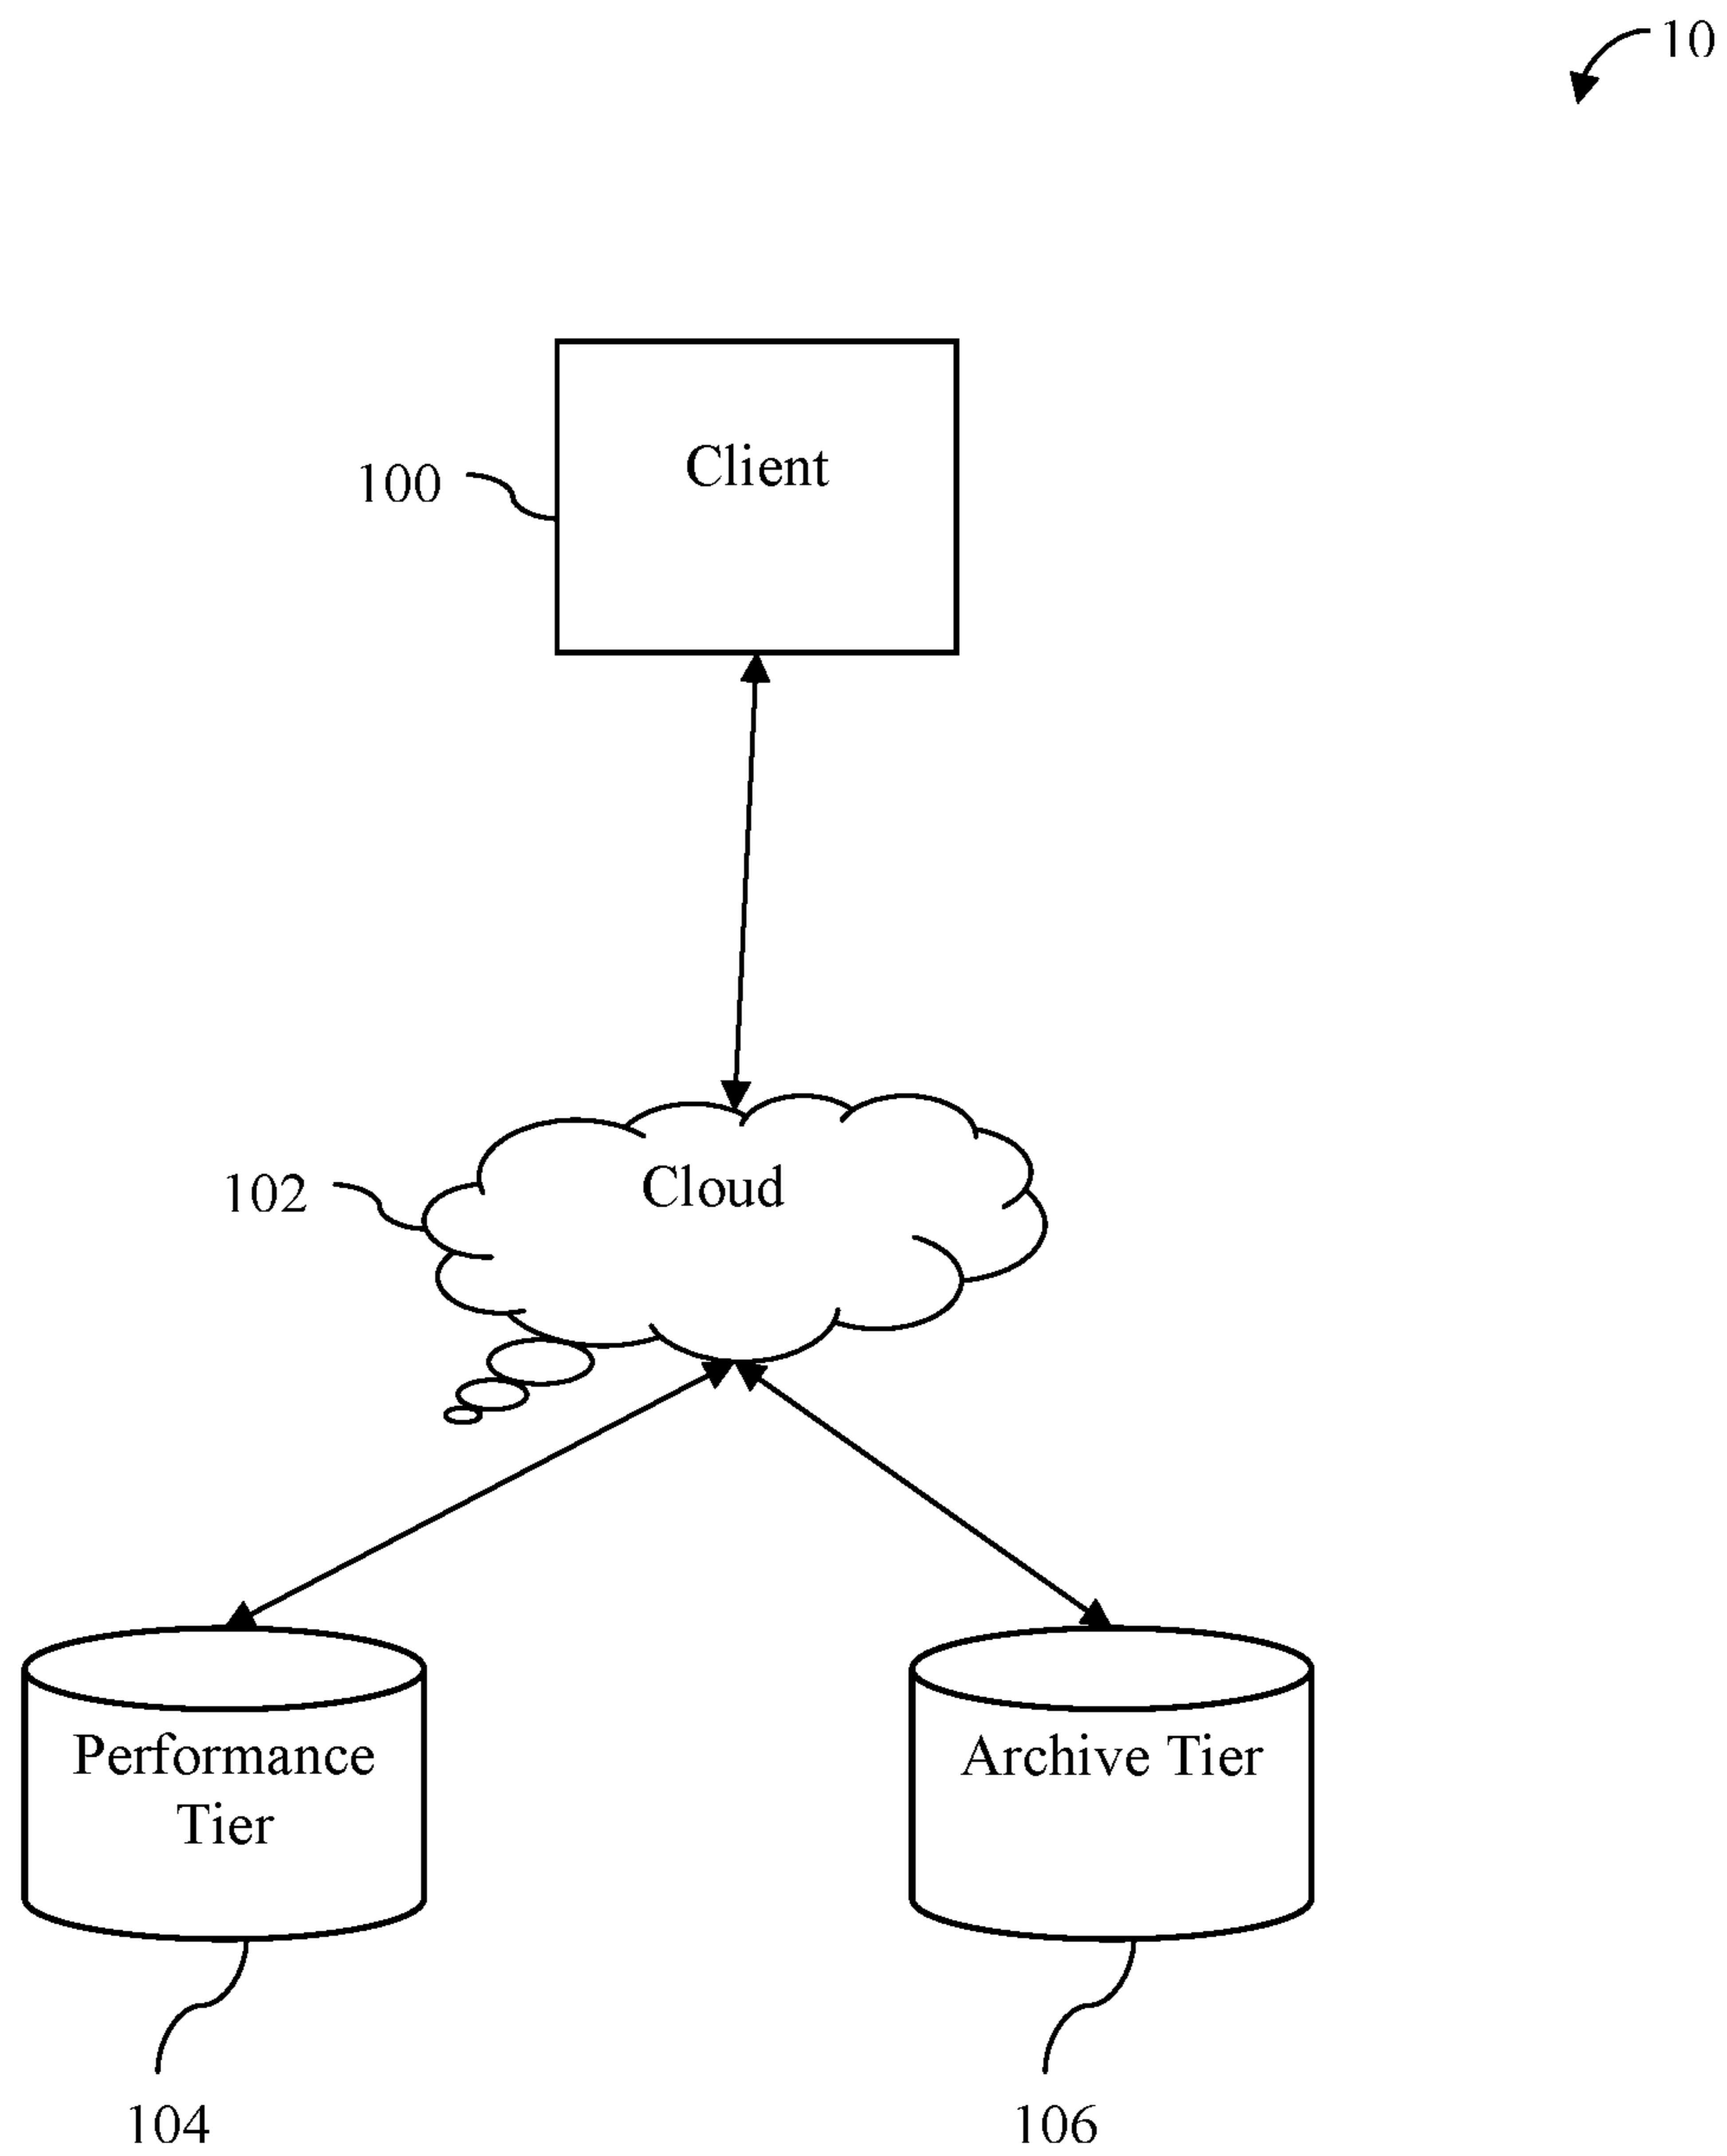 10
Client
100
Cloud
102
Performance
Tier
Archive Tier
104
106